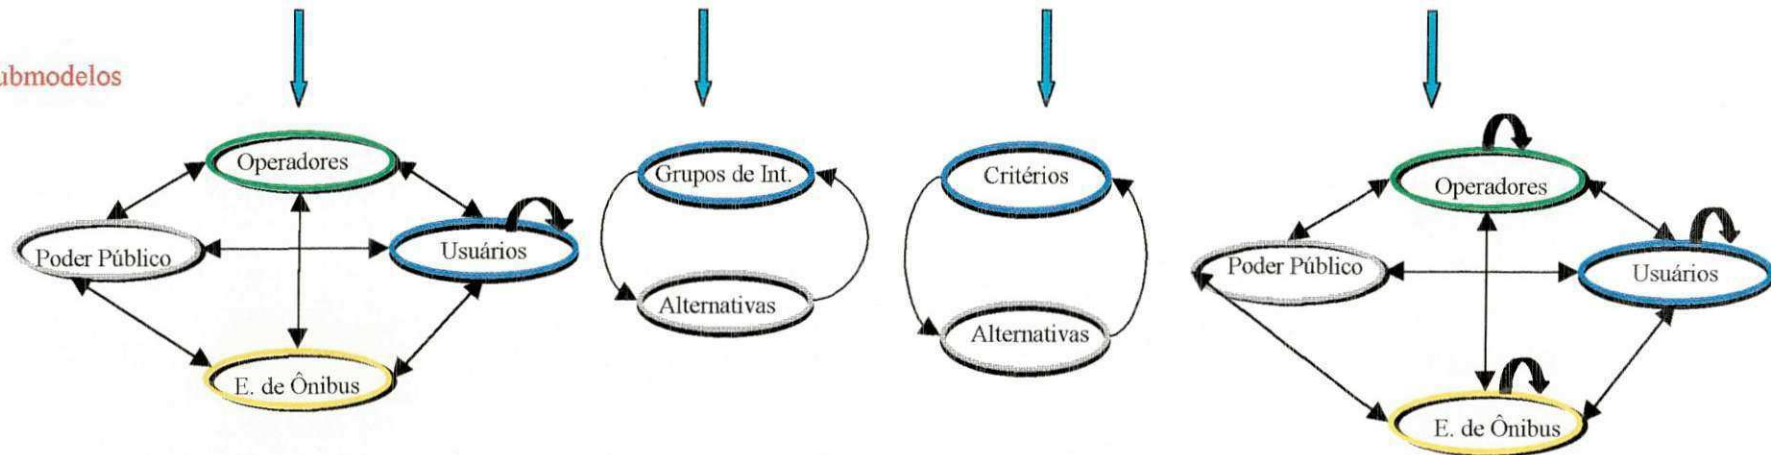 ubmodelos
Operadores
Poder Público
Usuários
E. de Ônibus
Grupos de Int.
Alternativas
Critérios
Alternativas
Operadores
Poder Público
Usuários
E. de Ônibus